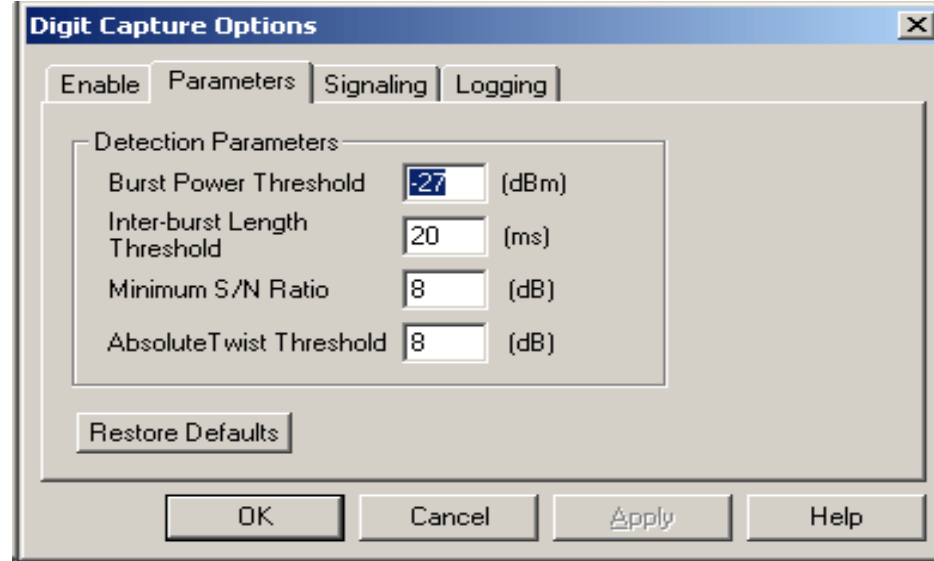 Digit Capture Options
Enable Parameters Signaling Logging
Detection Parameters
Burst Power Threshold -27 (dBm)
Inter-burst Length
Threshold 20 (ms)
Minimum S/N Ratio 8 (dB)
AbsoluteTwist Threshold 8 (dB)
Restore Defaults
OK Cancel Apply Help